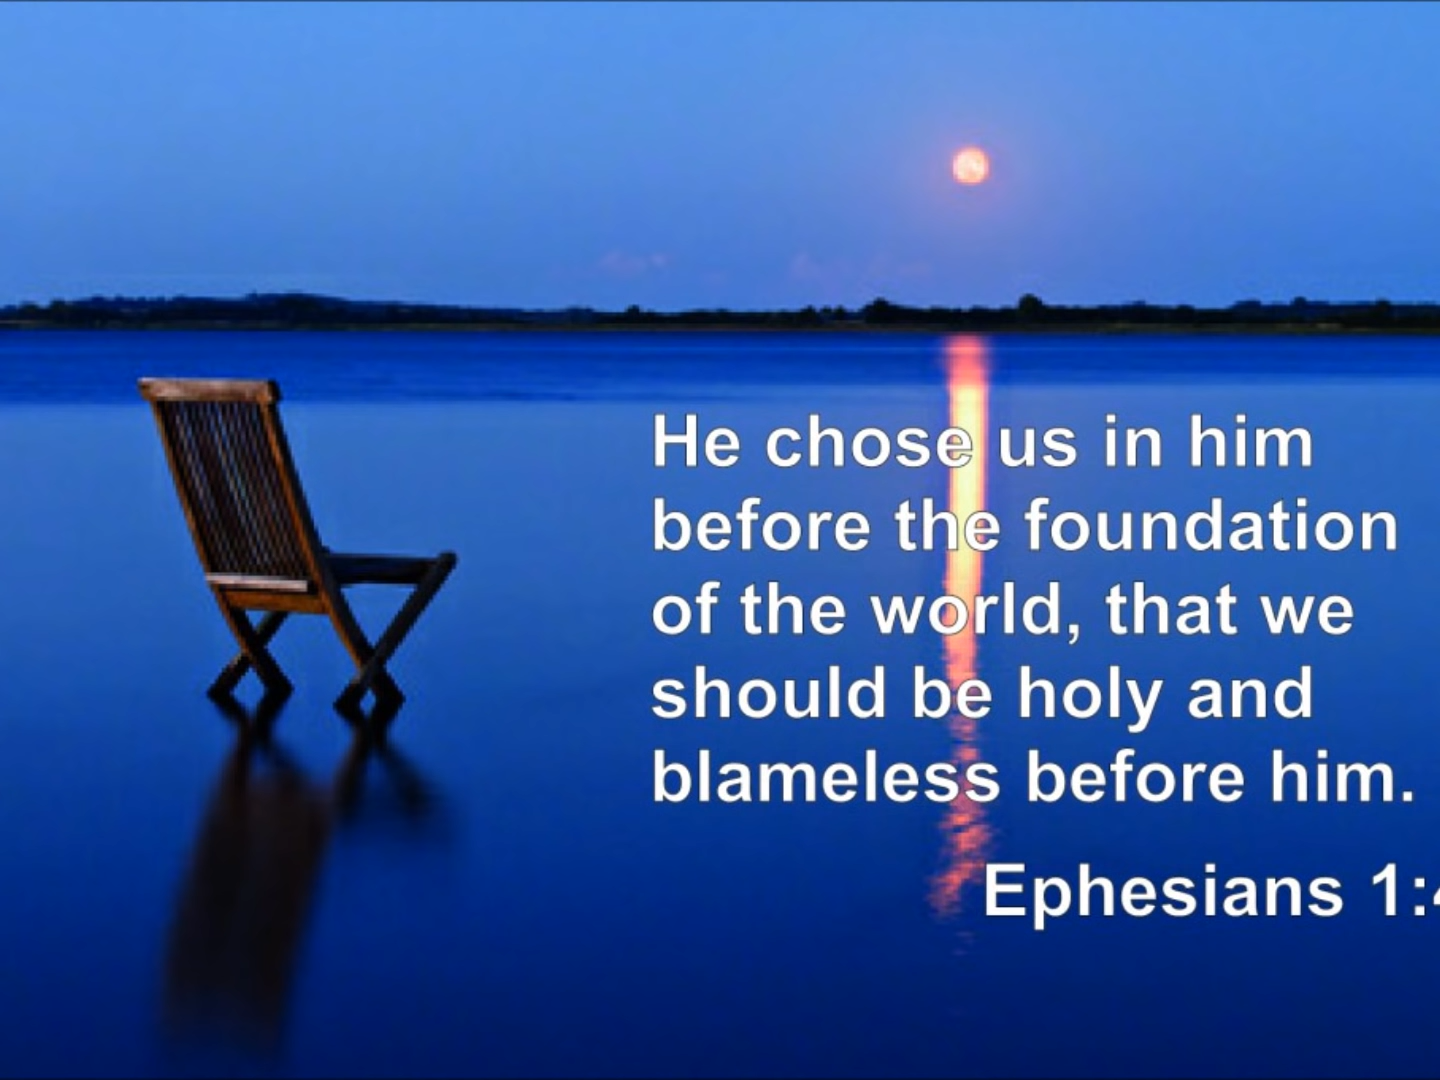 He chose us in him
before the foundation
of the world, that we
should be holy and
blameless before him.
Ephesians 1:4